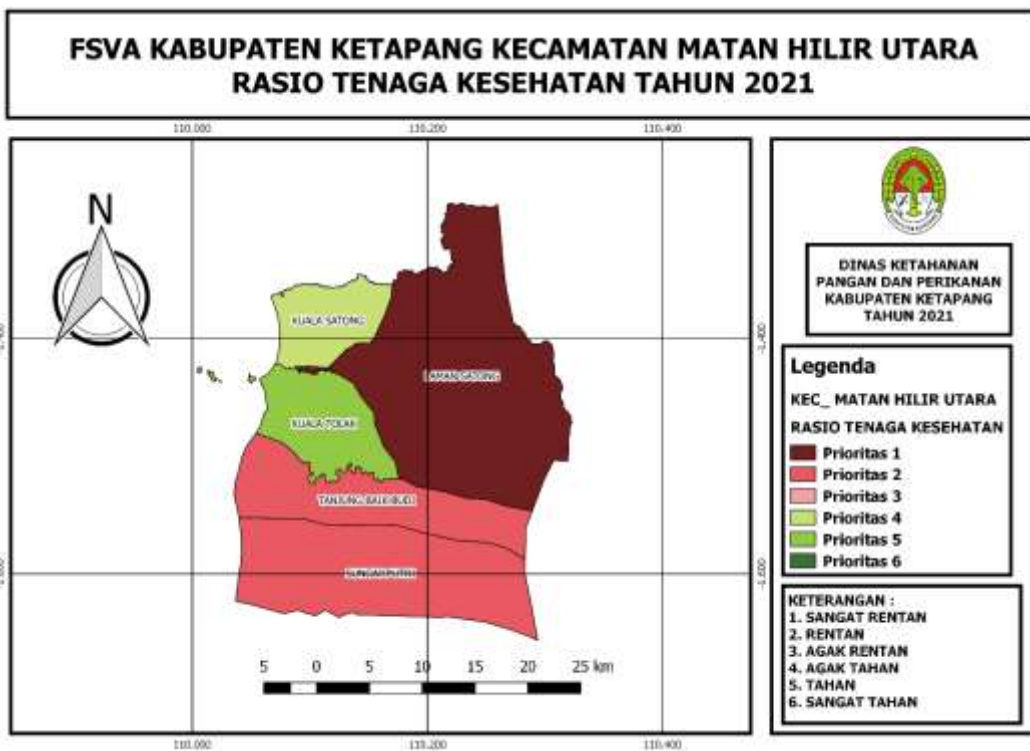 FSVA KABUPATEN KETAPANG KECAMATAN MATAN HILIR UTARA
RASIO TENAGA KESEHATAN TAHUN 2021
110.000
110.200
110.400
N
KUALA SATONG
LAMAN SATONG
KUALA TOLAK
TANJUNG BAIK BUDI
SUNGAI PUTRI
5 0 5 10 15 20 25 km
110.000
110.200
110.400
DINAS KETAHANAN
PANGAN DAN PERIKANAN
KABUPATEN KETAPANG
TAHUN 2021
Legenda
KEC_ MATAN HILIR UTARA
RASIO TENAGA KESEHATAN
Prioritas 1
Prioritas 2
Prioritas 3
Prioritas 4
Prioritas 5
Prioritas 6
KETERANGAN :
1. SANGAT RENTAN
2. RENTAN
3. AGAK RENTAN
4. AGAK TAHAN
5. TAHAN
6. SANGAT TAHAN